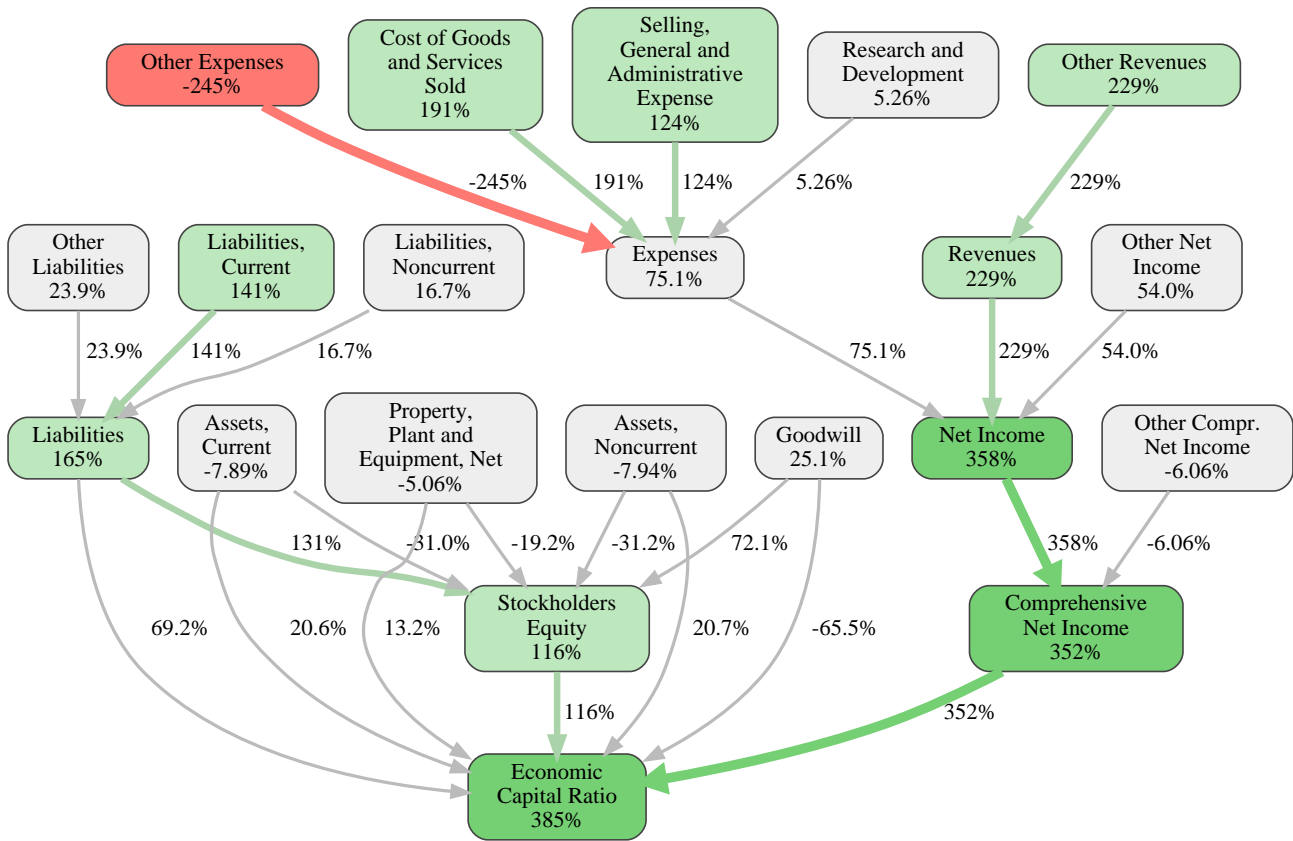 Other Expenses
-245%
Cost of Goods
and Services
Sold
191%
Selling,
General and
Administrative
Expense
124%
Research and
Development
5.26%
Other Revenues
229%
-245%
191%
124%
5.26%
229%
Other
Liabilities
23.9%
Liabilities,
Current
141%
Liabilities,
Noncurrent
16.7%
Expenses
75.1%
Revenues
229%
Other Net
Income
54.0%
23.9%
141%
16.7%
75.1%
229%
54.0%
Liabilities
165%
Assets,
Current
-7.89%
Property,
Plant and
Equipment, Net
-5.06%
Assets,
Noncurrent
-7.94%
Goodwill
25.1%
Net Income
358%
Other Compr.
Net Income
-6.06%
131%
-31.0%
-19.2%
-31.2%
72.1%
358%
-6.06%
69.2%
20.6%
13.2%
Stockholders
Equity
116%
20.7%
-65.5%
Comprehensive
Net Income
352%
116%
352%
Economic
Capital Ratio
385%